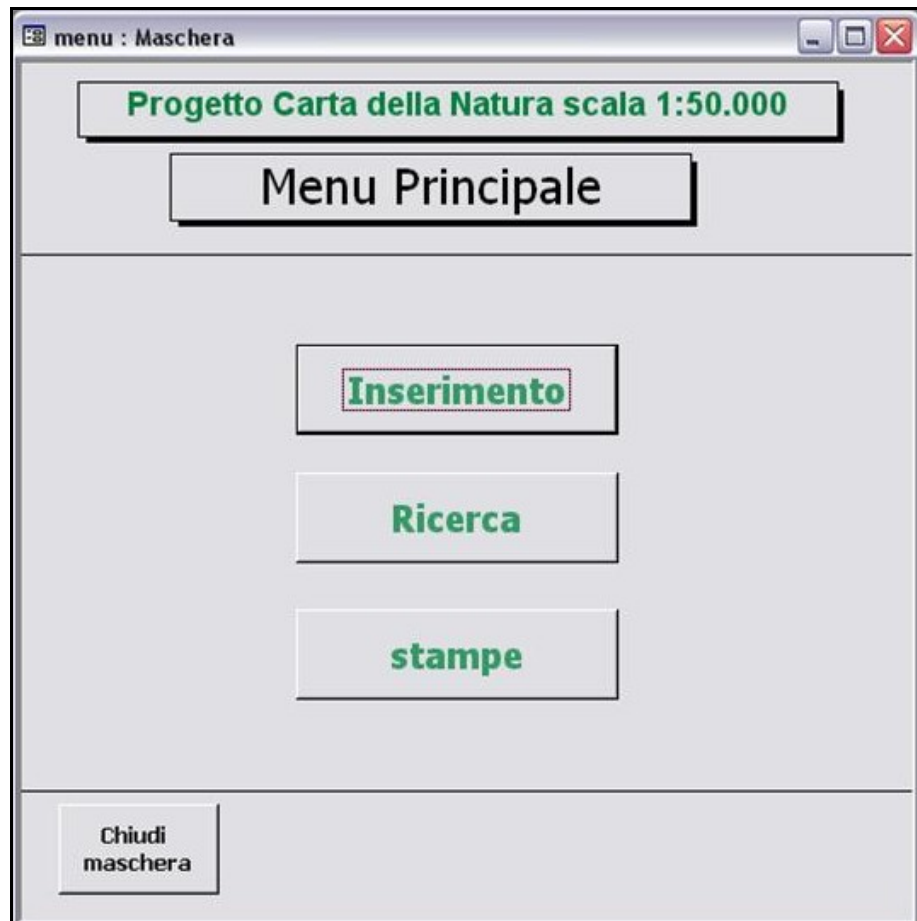 menu : Maschera
Progetto Carta della Natura scala 1:50.000
Menu Principale
Inserimento
Ricerca
stampe
Chiudi
maschera